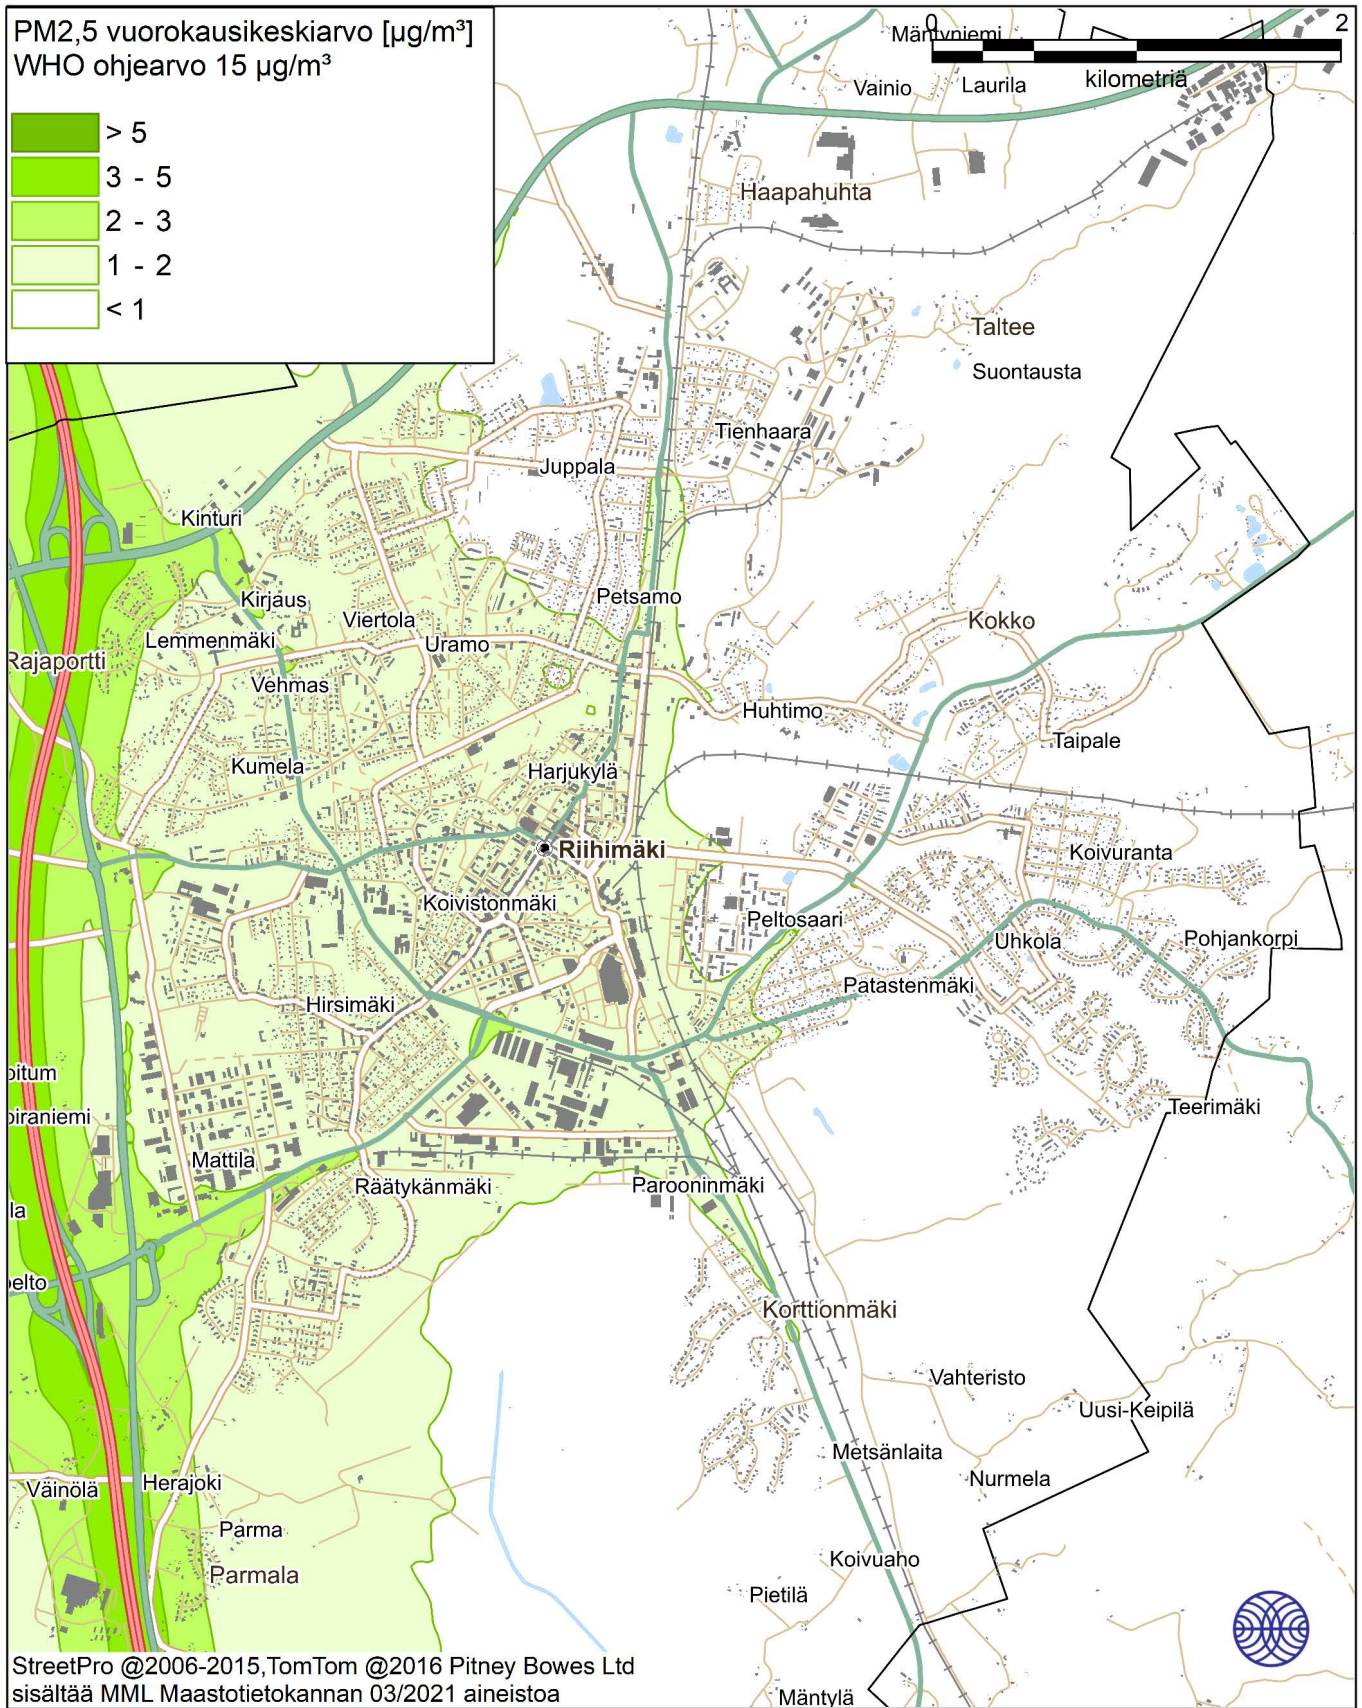 PM2,5 vuorokausikeskiarvo [µg/m³]
WHO ohjearvo 15 µg/m³
> 5
3 - 5
2 - 3
1 - 2
< 1
0
2
kilometriä
Mäntyniemi
Vainio
Laurila
Haapahuhta
Taltee
Suontausta
Tienhaara
Juppala
Kinturi
Petsamo
Kirjaus
Viertola
Kokko
Lemmenmäki
Uramo
Rajaportti
Vehmas
Huhtimo
Taipale
Kumela
Harjukylä
Riihimäki
Koivuranta
Koivistonmäki
Peltosaari
Uhkola
Pohjankorpi
Patastenmäki
Hirsimäki
oitum
piraniemi
Teerimäki
Mattila
Räätykänmäki
Parooninmäki
la
elto
Korttionmäki
Vahteristo
Uusi-Keipilä
Metsänlaita
Nurmela
Väinölä
Herajoki
Parma
Koivuaho
Parmala
Pietilä
Mäntylä
StreetPro @2006-2015,TomTom @2016 Pitney Bowes Ltd
sisältää MML Maastotietokannan 03/2021 aineistoa